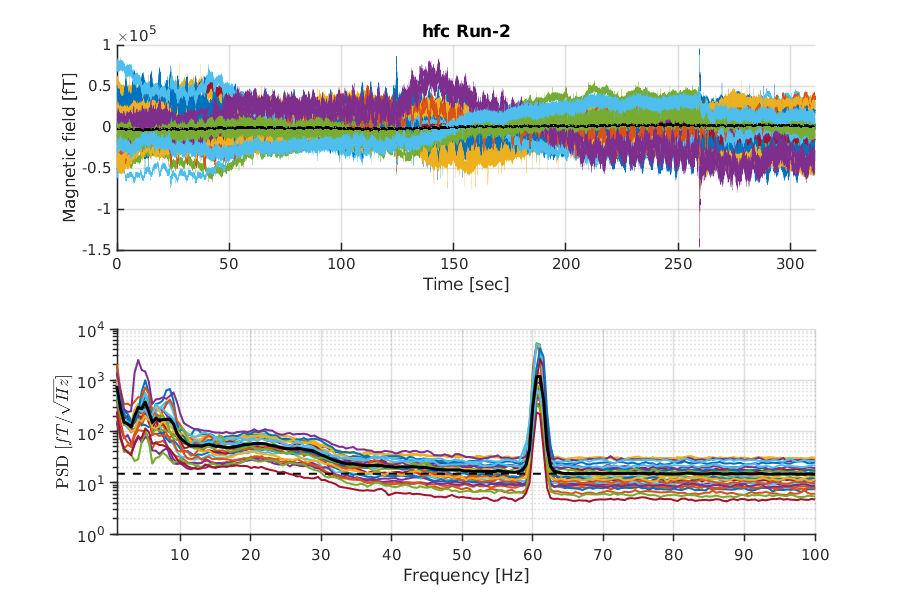 hfc Run-2
×10^5
1
0.5
0
-0.5
-1
-1.5
Magnetic field [fT]
0 50 100 150 200 250 300
Time [sec]
10^4
10^3
10^2
10^1
10^0
PSD [fT/√Hz]
10 20 30 40 50 60 70 80 90 100
Frequency [Hz]